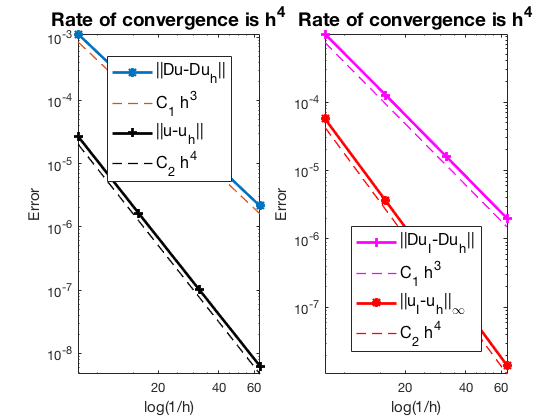 Rate of convergence is h⁴
10⁻³
10⁻⁴
10⁻⁵
10⁻⁶
10⁻⁷
10⁻⁸
Error
||Du-Duₕ||
C₁ h³
||u-uₕ||
C₂ h⁴
20
40
60
log(1/h)
Rate of convergence is h⁴
10⁻⁴
10⁻⁵
10⁻⁶
10⁻⁷
Error
||Du_I-Du_h||
C₁ h³
||u_I-u_h||_∞
C₂ h⁴
20
40
60
log(1/h)